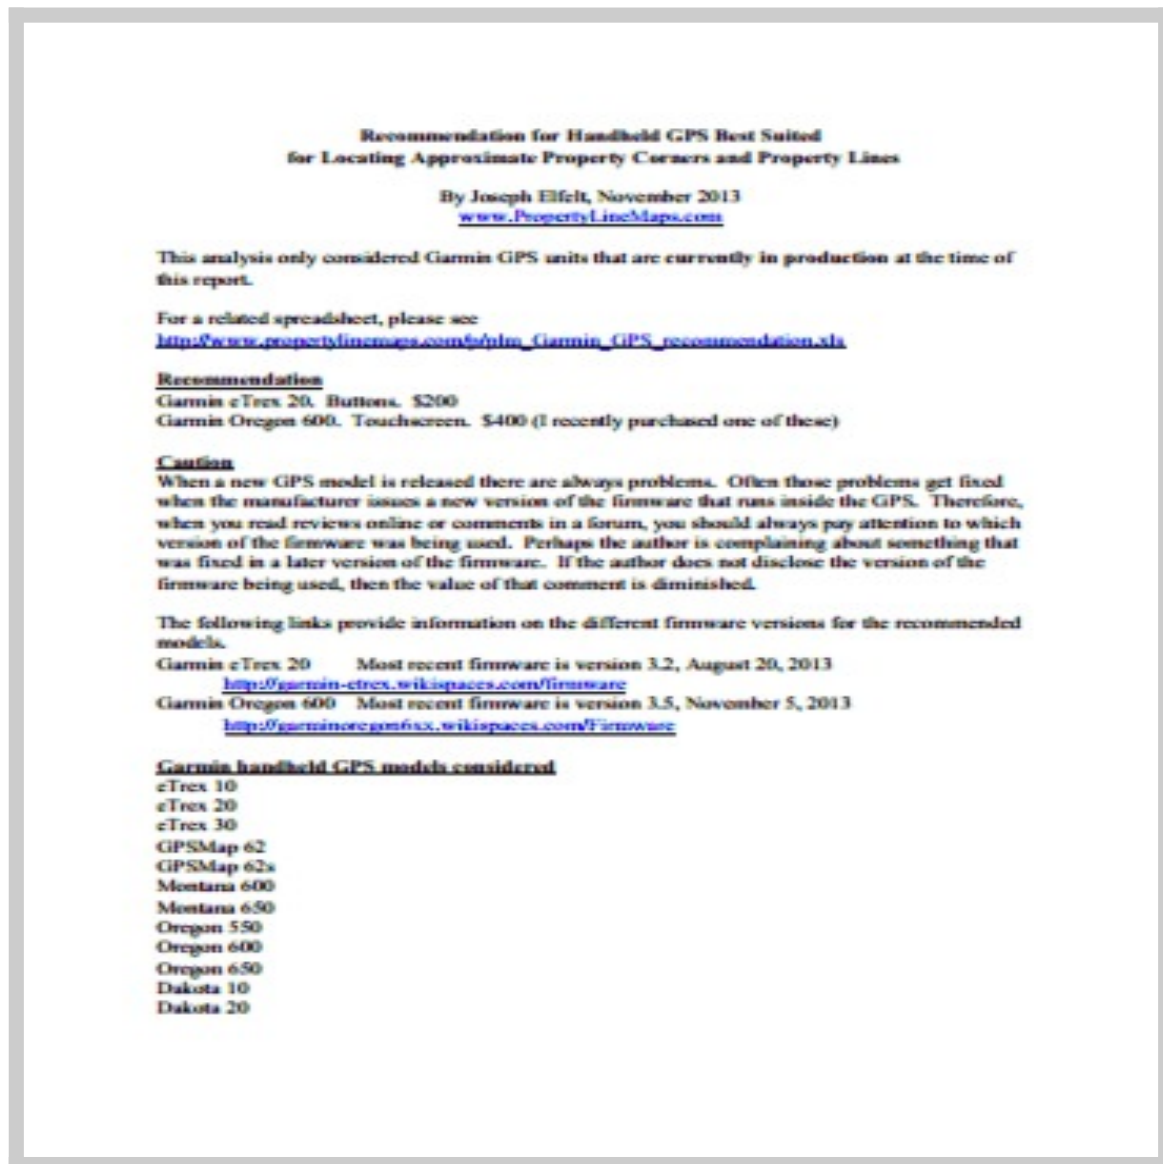 Recommendation for Handheld GPS Best Suited
for Locating Approximate Property Corners and Property Lines
By Joseph Elfelt, November 2013
www.PropertyLineMaps.com
This analysis only considered Garmin GPS units that are currently in production at the time of
this report.
For a related spreadsheet, please see
http://www.propertylinemaps.com/p/plm_Garmin_GPS_recommendation.xls
Recommendation
Garmin eTrex 20.  Buttons.  $200
Garmin Oregon 600.  Touchscreen.  $400 (I recently purchased one of these)
Caution
When a new GPS model is released there are always problems.  Often those problems get fixed
when the manufacturer issues a new version of the firmware that runs inside the GPS.  Therefore,
when you read reviews online or comments in a forum, you should always pay attention to which
version of the firmware was being used.  Perhaps the author is complaining about something that
was fixed in a later version of the firmware.  If the author does not disclose the version of the
firmware being used, then the value of that comment is diminished.
The following links provide information on the different firmware versions for the recommended
models.
Garmin eTrex 20 Most recent firmware is version 3.2, August 20, 2013
http://garmin-etrex.wikispaces.com/firmware
Garmin Oregon 600 Most recent firmware is version 3.5, November 5, 2013
http://garminoregon6xx.wikispaces.com/Firmware
Garmin handheld GPS models considered
eTrex 10
eTrex 20
eTrex 30
GPSMap 62
GPSMap 62s
Montana 600
Montana 650
Oregon 550
Oregon 600
Oregon 650
Dakota 10
Dakota 20